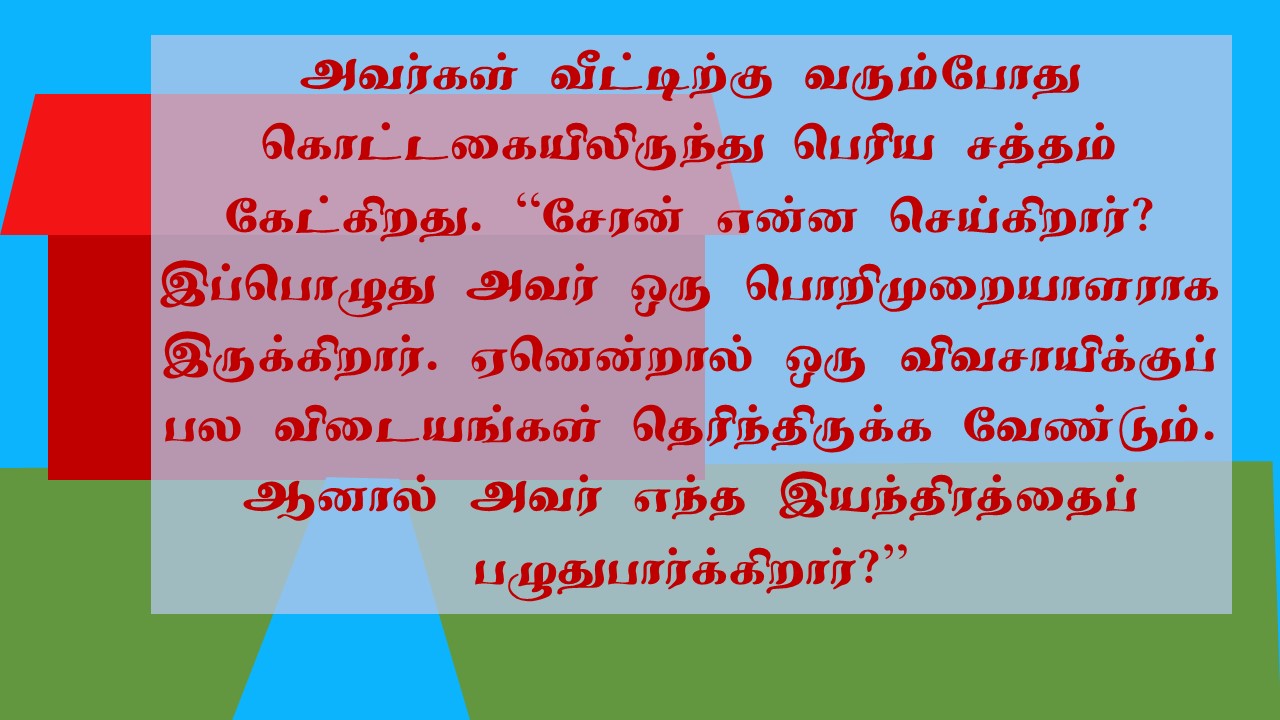 அவர்கள் வீட்டிற்கு வரும்போது
கொட்டகையிலிருந்து பெரிய சத்தம்
கேட்கிறது. “சேரன் என்ன செய்கிறார்?
இப்பொழுது அவர் ஒரு பொறிமுறையாளராக
இருக்கிறார். ஏனென்றால் ஒரு விவசாயிக்குப்
பல விடையங்கள் தெரிந்திருக்க வேண்டும்.
ஆனால் அவர் எந்த இயந்திரத்தைப்
பழுதுபார்க்கிறார்?”